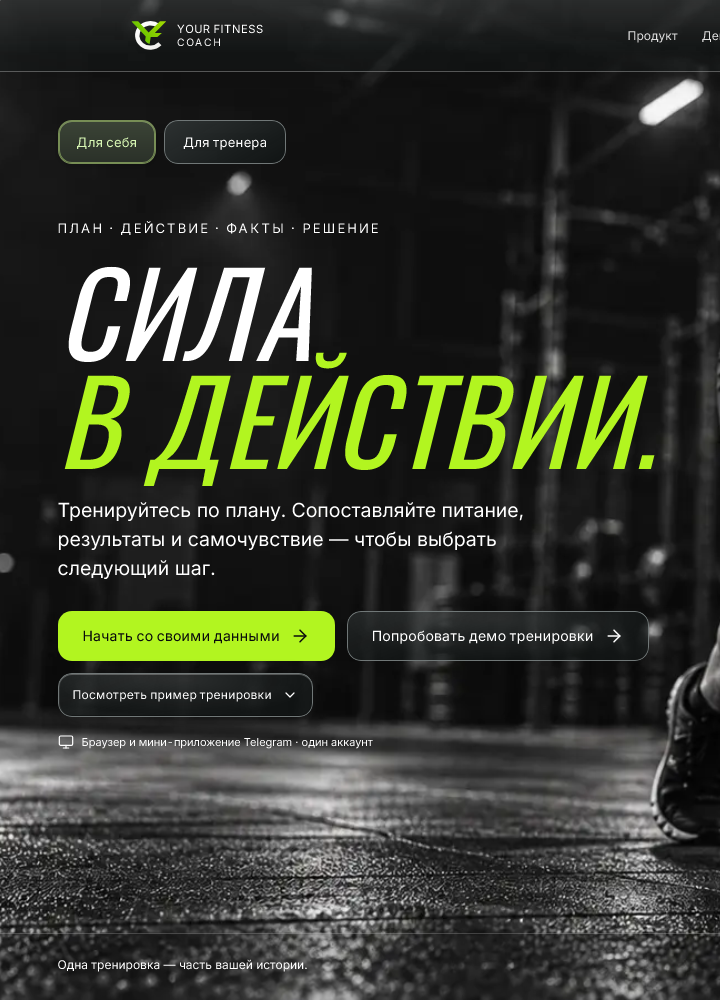 YOUR FITNESS
COACH
Продукт
Для себя
Для тренера
ПЛАН · ДЕЙСТВИЕ · ФАКТЫ · РЕШЕНИЕ
СИЛА
В ДЕЙСТВИИ.
Тренируйтесь по плану. Сопоставляйте питание,
результаты и самочувствие — чтобы выбрать
следующий шаг.
Начать со своими данными
Попробовать демо тренировки
Посмотреть пример тренировки
Браузер и мини-приложение Telegram · один аккаунт
Одна тренировка — часть вашей истории.